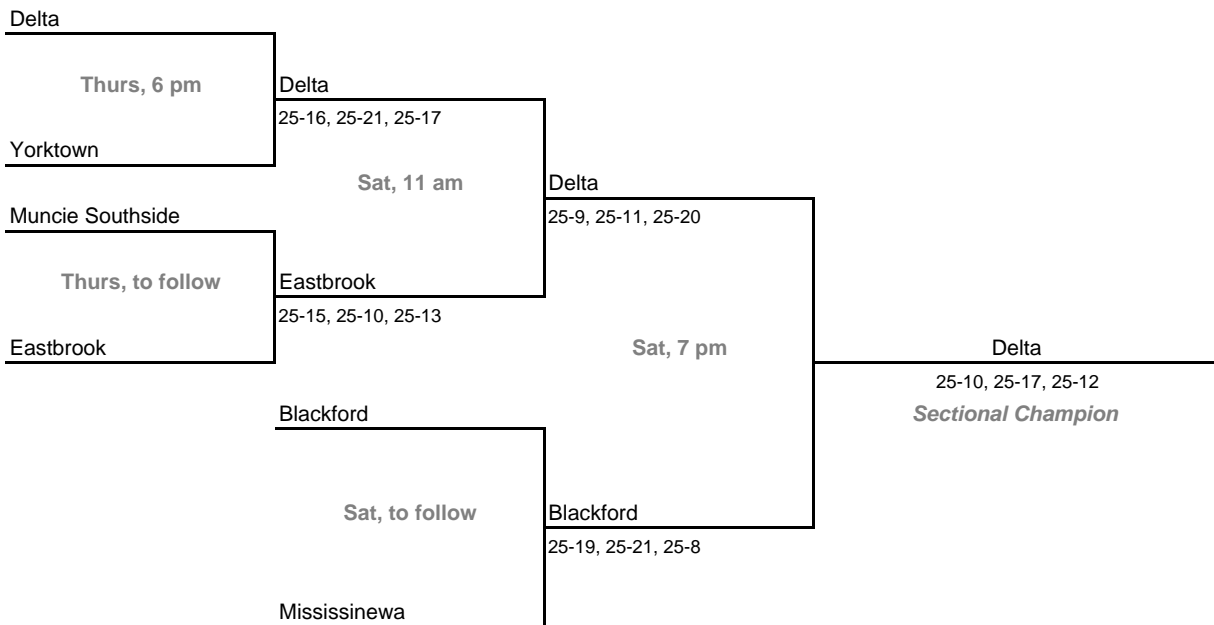 Delta
Thurs, 6 pm
Delta
25-16, 25-21, 25-17
Yorktown
Sat, 11 am
Delta
Muncie Southside
25-9, 25-11, 25-20
Thurs, to follow
Eastbrook
25-15, 25-10, 25-13
Eastbrook
Sat, 7 pm
Delta
25-10, 25-17, 25-12
Blackford
Sectional Champion
Sat, to follow
Blackford
25-19, 25-21, 25-8
Mississinewa